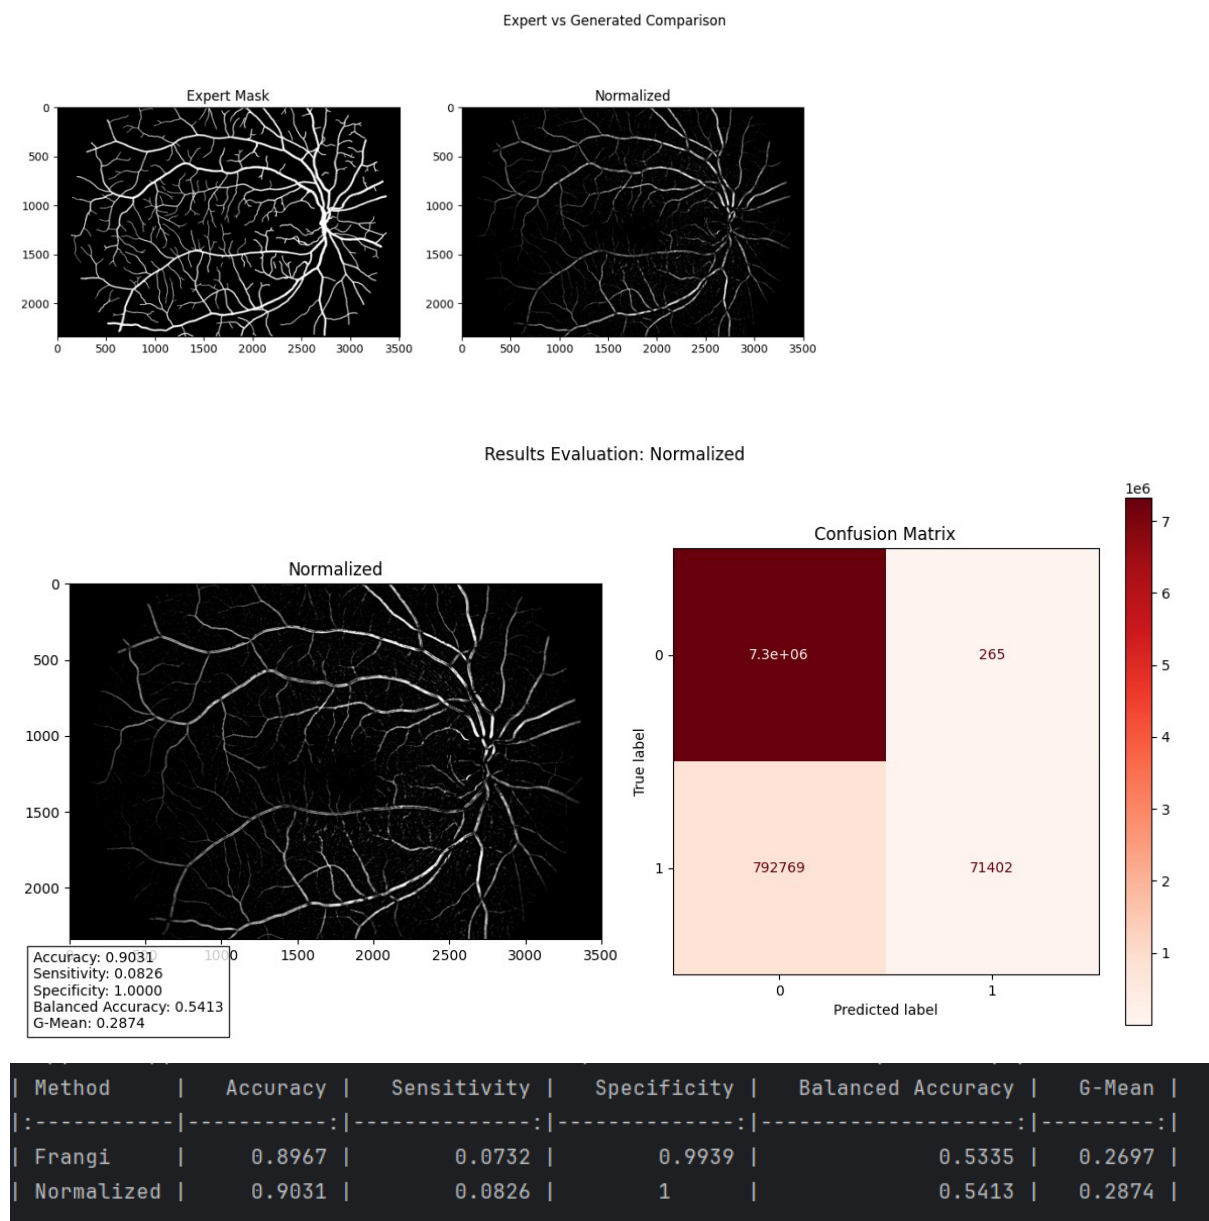 Expert vs Generated Comparison
Expert Mask
Normalized
0
500
1000
1500
2000
0 500 1000 1500 2000 2500 3000 3500
0
500
1000
1500
2000
0 500 1000 1500 2000 2500 3000 3500
Results Evaluation: Normalized
Normalized
0
500
1000
1500
2000
0 500 1000 1500 2000 2500 3000 3500
Accuracy: 0.9031
Sensitivity: 0.0826
Specificity: 1.0000
Balanced Accuracy: 0.5413
G-Mean: 0.2874
Confusion Matrix
True label
0
1
7.3e+06 265
792769 71402
0 1
Predicted label
1e6
7
6
5
4
3
2
1
| Method | Accuracy | Sensitivity | Specificity | Balanced Accuracy | G-Mean |
|:-----------|-----------:|--------------:|--------------:|--------------------:|---------:|
| Frangi | 0.8967 | 0.0732 | 0.9939 | 0.5335 | 0.2697 |
| Normalized | 0.9031 | 0.0826 | 1 | 0.5413 | 0.2874 |